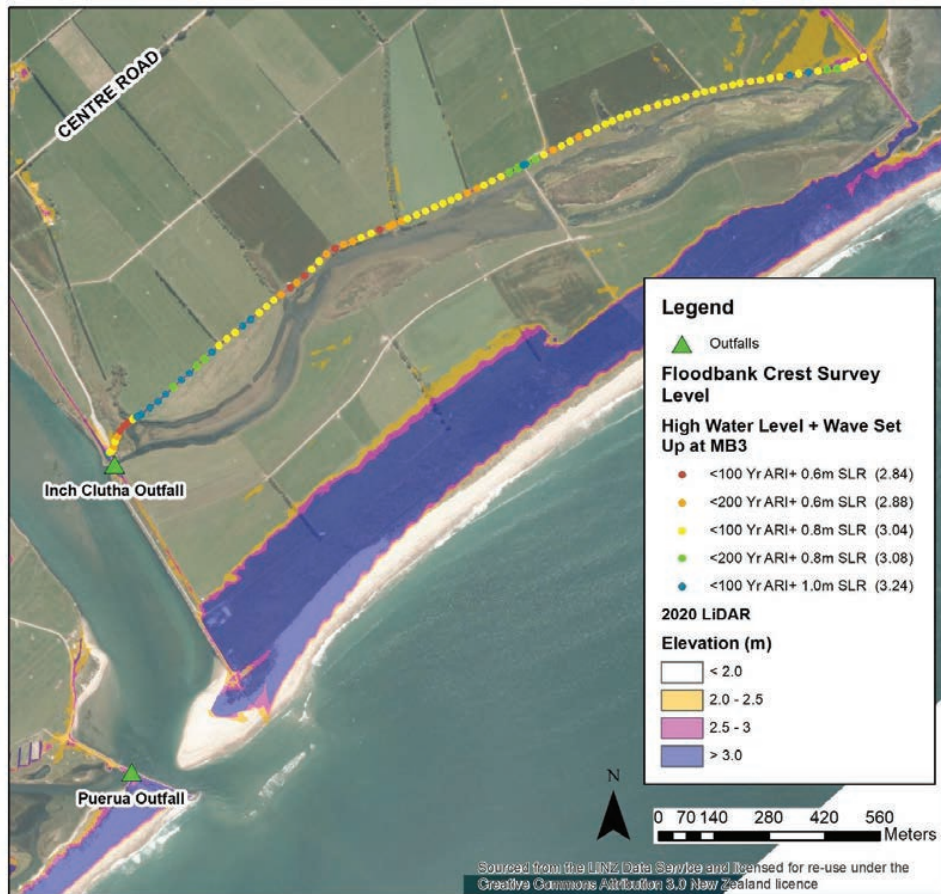 CENTRE ROAD
Inch Clutha Outfall
Puerua Outfall
Legend
Outfalls
Floodbank Crest Survey
Level
High Water Level + Wave Set
Up at MB3
<100 Yr ARI+ 0.6m SLR (2.84)
<200 Yr ARI+ 0.6m SLR (2.88)
<100 Yr ARI+ 0.8m SLR (3.04)
<200 Yr ARI+ 0.8m SLR (3.08)
<100 Yr ARI+ 1.0m SLR (3.24)
2020 LiDAR
Elevation (m)
< 2.0
2.0 - 2.5
2.5 - 3
> 3.0
N
0 70 140 280 420 560
Meters
Sourced from the LINZ Data Service and licensed for re-use under the
Creative Commons Attribution 3.0 New Zealand licence